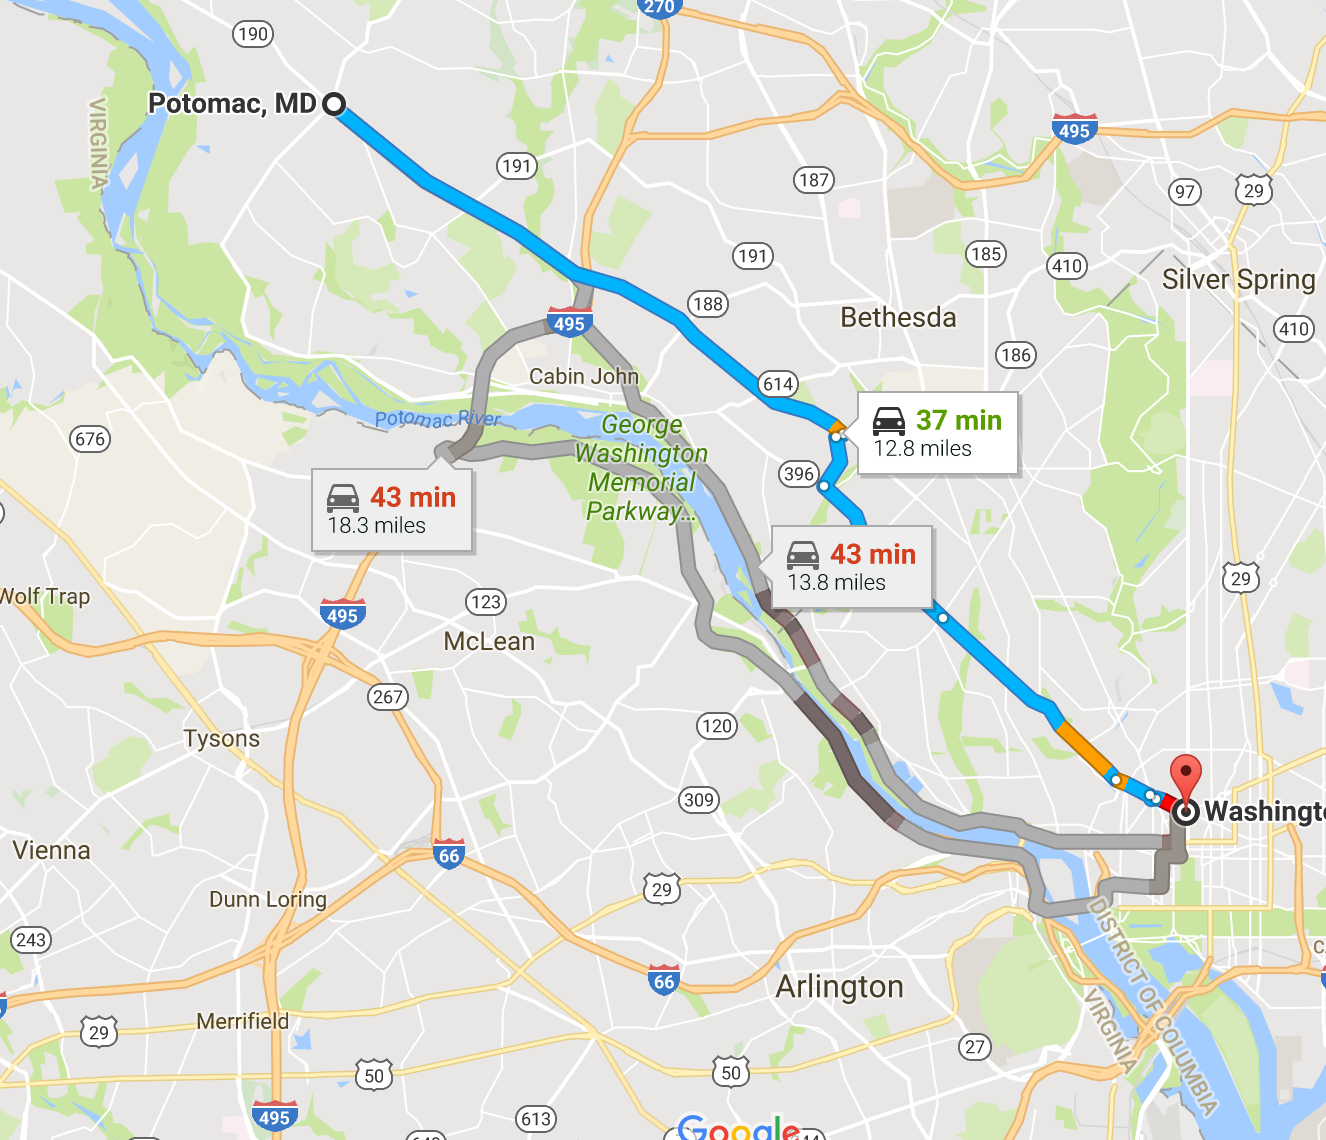 270
190
Potomac, MD
VIRGINIA
495
191
187
97
29
185
410
191
Silver Spring
188
Bethesda
495
410
186
Cabin John
614
Potomac River
37 min
12.8 miles
George
Washington
Memorial
Parkway...
676
396
43 min
18.3 miles
43 min
13.8 miles
29
Wolf Trap
123
495
McLean
267
120
Tysons
309
Washingto
Vienna
66
29
Dunn Loring
243
DISTRICT OF COLUMBIA
66
Arlington
VIRGINIA
Merrifield
29
27
50
50
495
613
Google